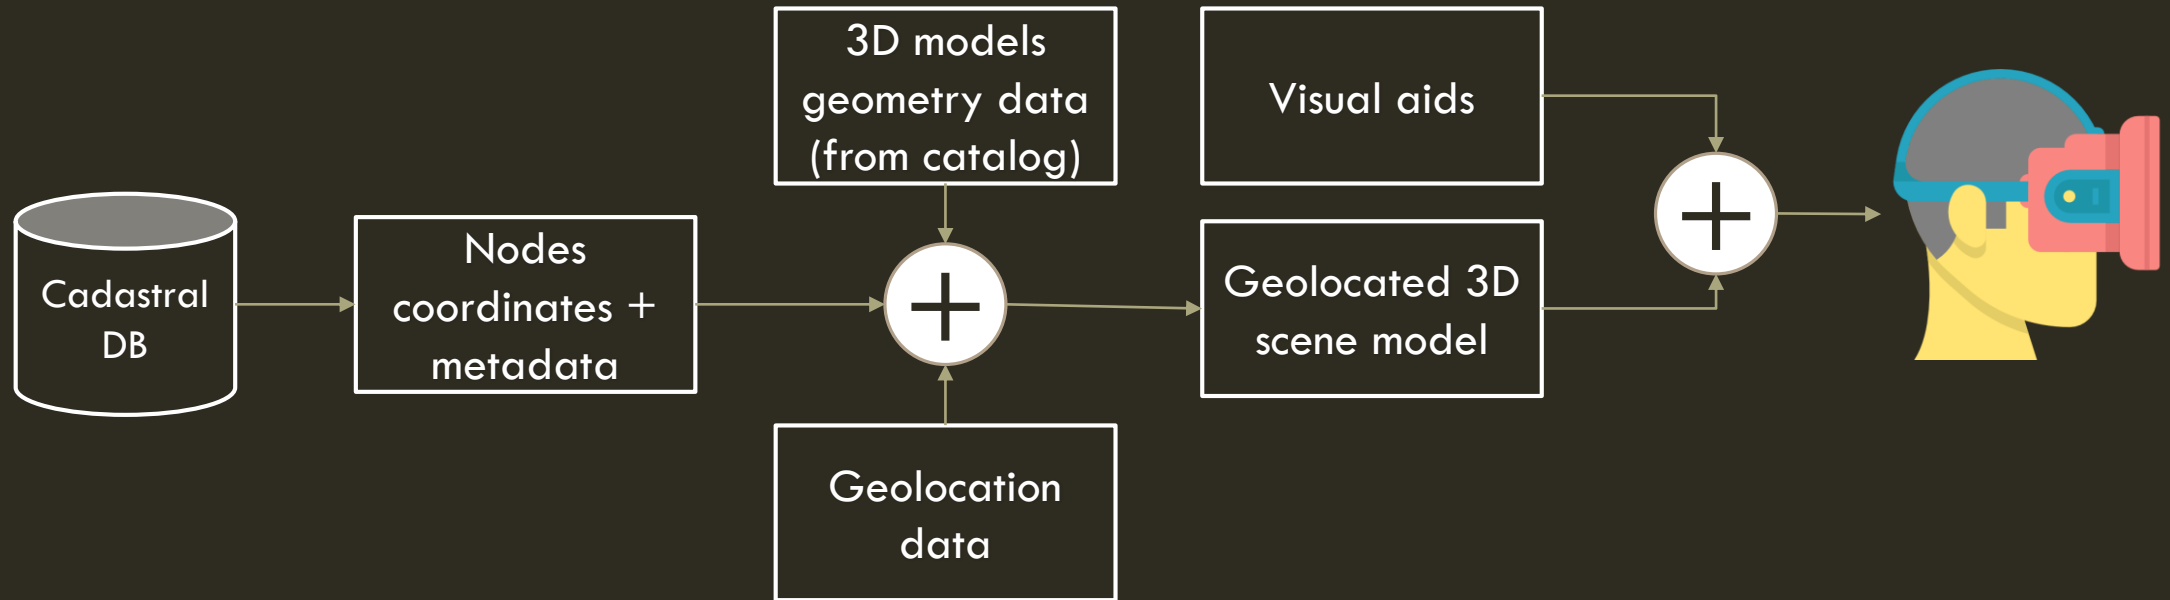 Cadastral
DB
Nodes
coordinates +
metadata
3D models
geometry data
(from catalog)
+
Geolocation
data
Visual aids
Geolocated 3D
scene model
+